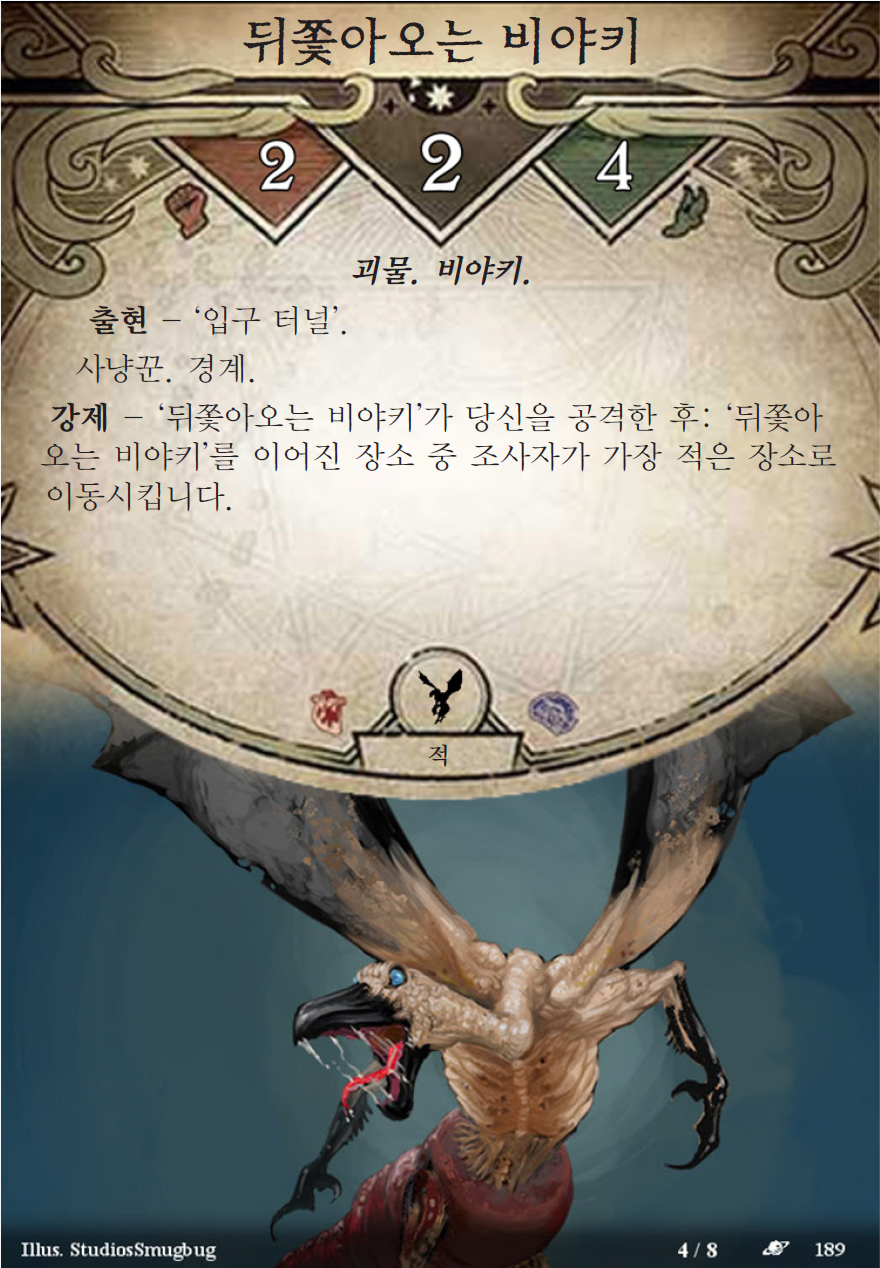 뒤쫓아오는 비야키
2 2 4
괴물. 비야키.
출현 – ‘입구 터널’.
사냥꾼. 경계.
강제 – ‘뒤쫓아오는 비야키’가 당신을 공격한 후: ‘뒤쫓아
오는 비야키’를 이어진 장소 중 조사자가 가장 적은 장소로
이동시킵니다.
적
Illus. StudiosSmugbug 4 / 8 189